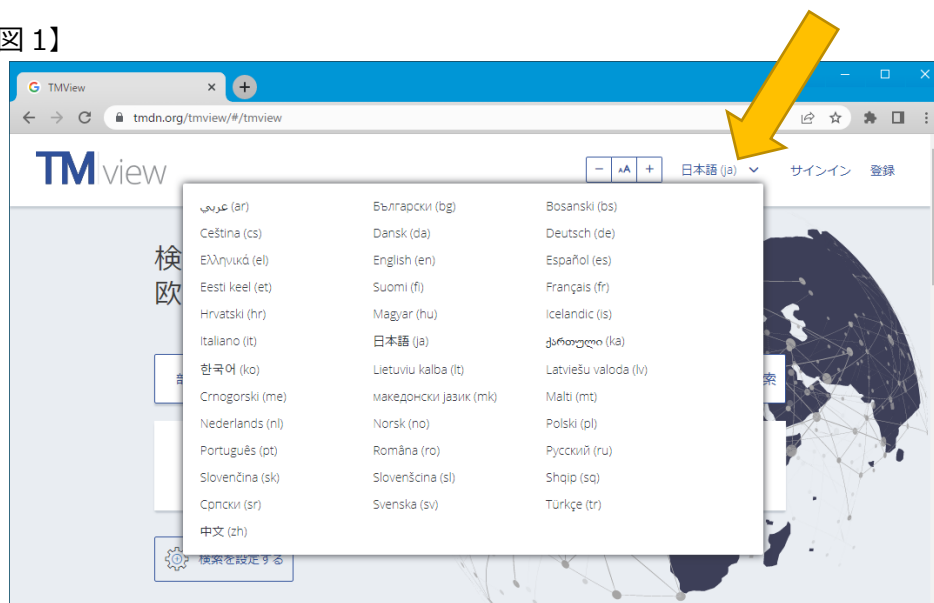 図 1】
TMView
tmdn.org/tmview/#/tmview
TMview
− AA + 日本語 (ja) サインイン 登録
検
欧
عربي (ar) Български (bg) Bosanski (bs)
Čeština (cs) Dansk (da) Deutsch (de)
Ελληνικά (el) English (en) Español (es)
Eesti keel (et) Suomi (fi) Français (fr)
Hrvatski (hr) Magyar (hu) Icelandic (is)
Italiano (it) 日本語 (ja) ქართული (ka)
한국어 (ko) Lietuviu kalba (lt) Latviešu valoda (lv)
索
Crnogorski (me) македонски јазик (mk) Malti (mt)
Nederlands (nl) Norsk (no) Polski (pl)
Português (pt) Româna (ro) Русский (ru)
Slovenčina (sk) Slovenščina (sl) Shqip (sq)
Српски (sr) Svenska (sv) Türkçe (tr)
中文 (zh)
検索を設定する